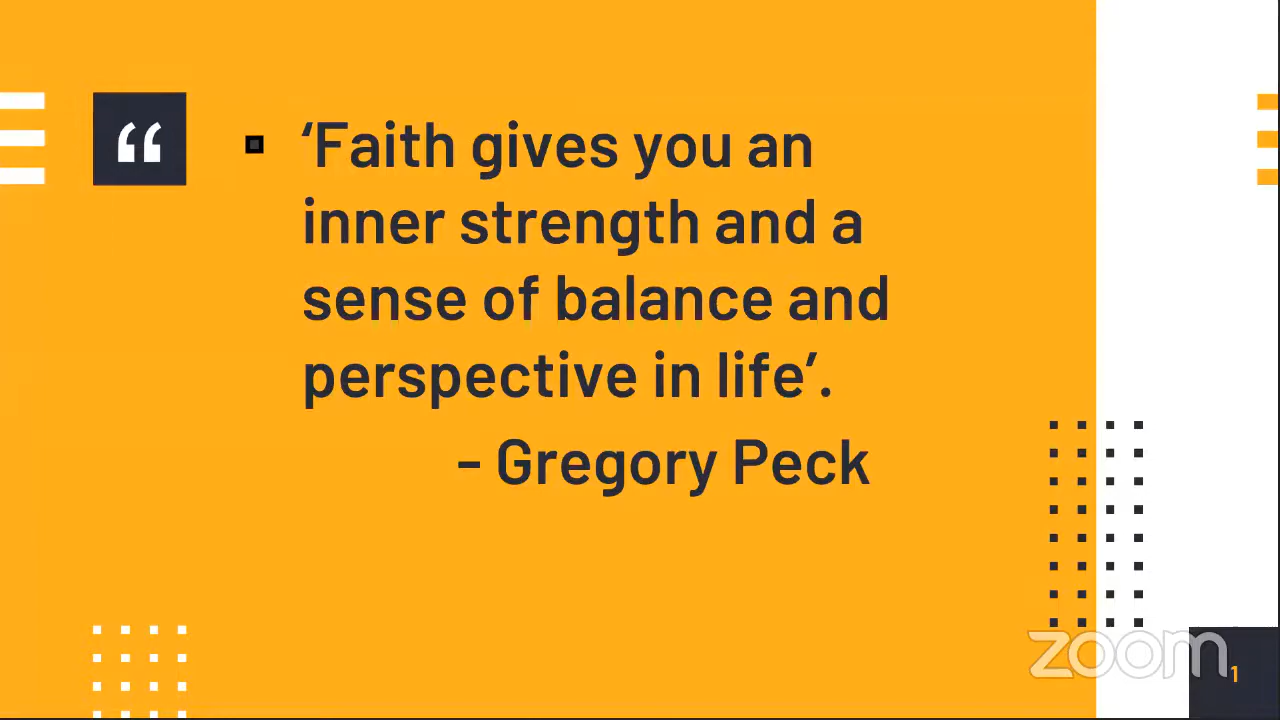 “
‘Faith gives you an
inner strength and a
sense of balance and
perspective in life’.
- Gregory Peck
zoom
1